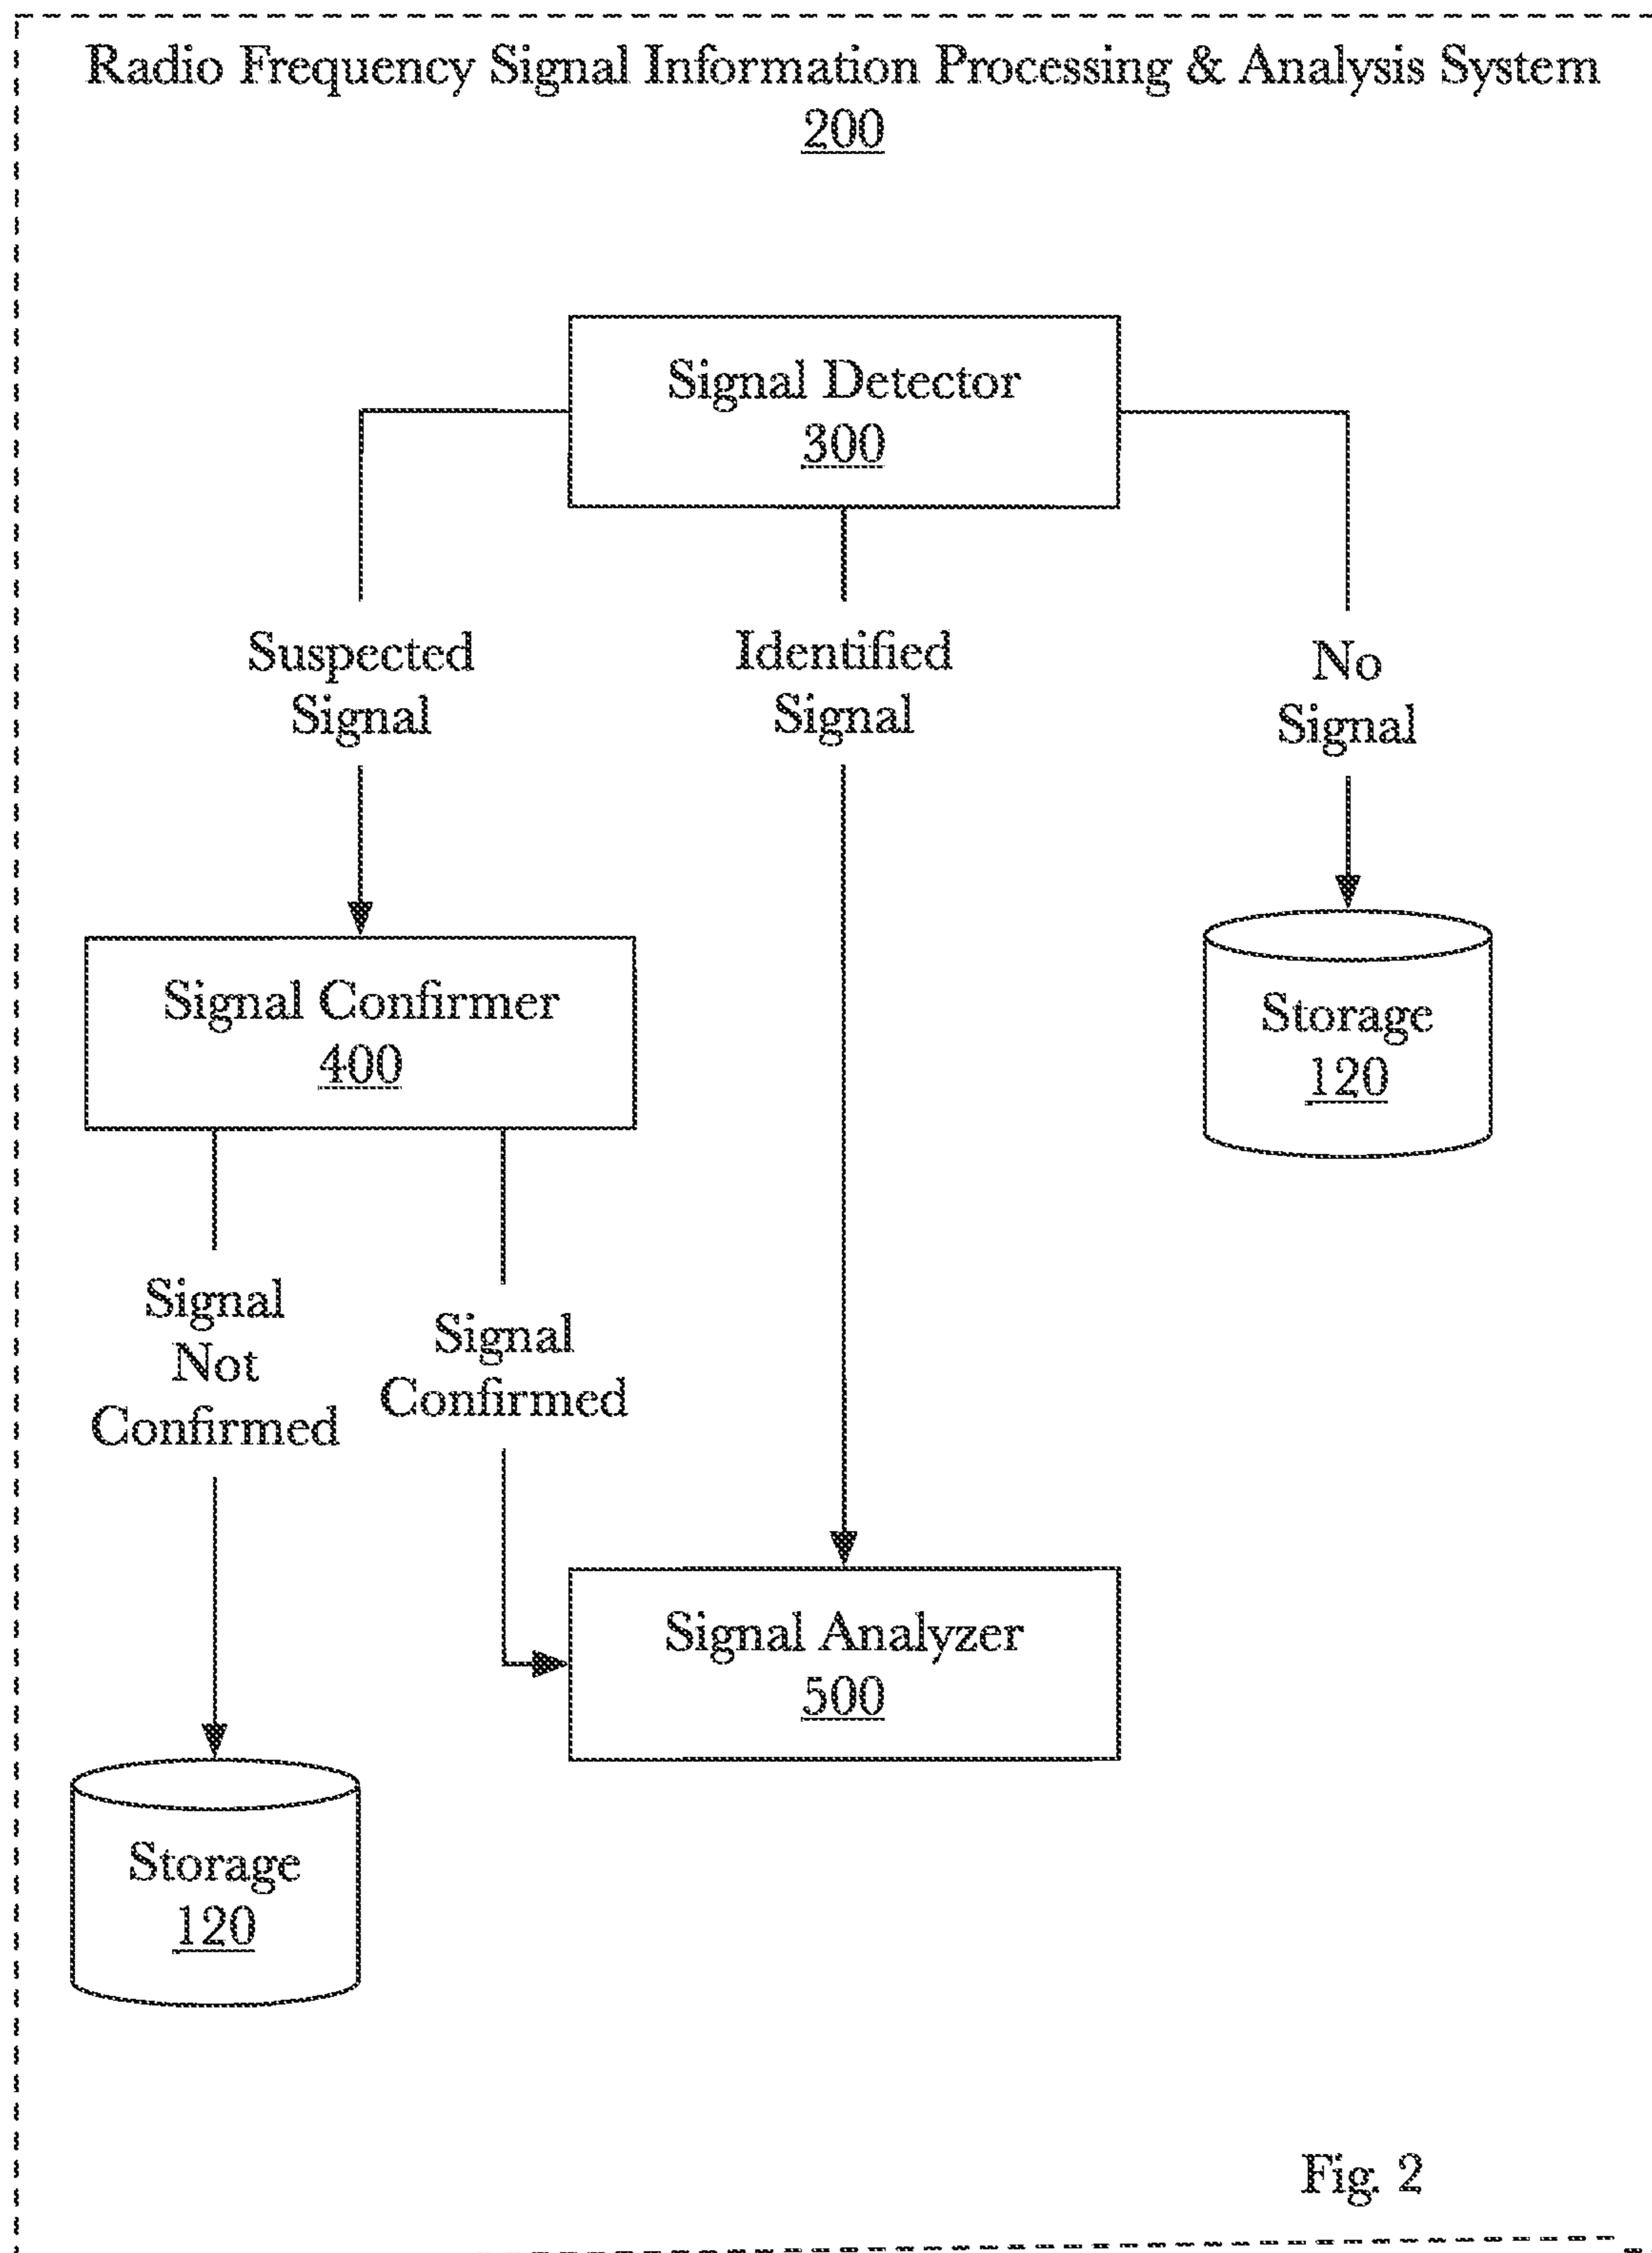 Radio Frequency Signal Information Processing & Analysis System
200
Signal Detector
300
Suspected
Signal
Identified
Signal
No
Signal
Signal Confirmer
400
Storage
120
Signal
Not
Confirmed
Signal
Confirmed
Signal Analyzer
500
Storage
120
Fig. 2